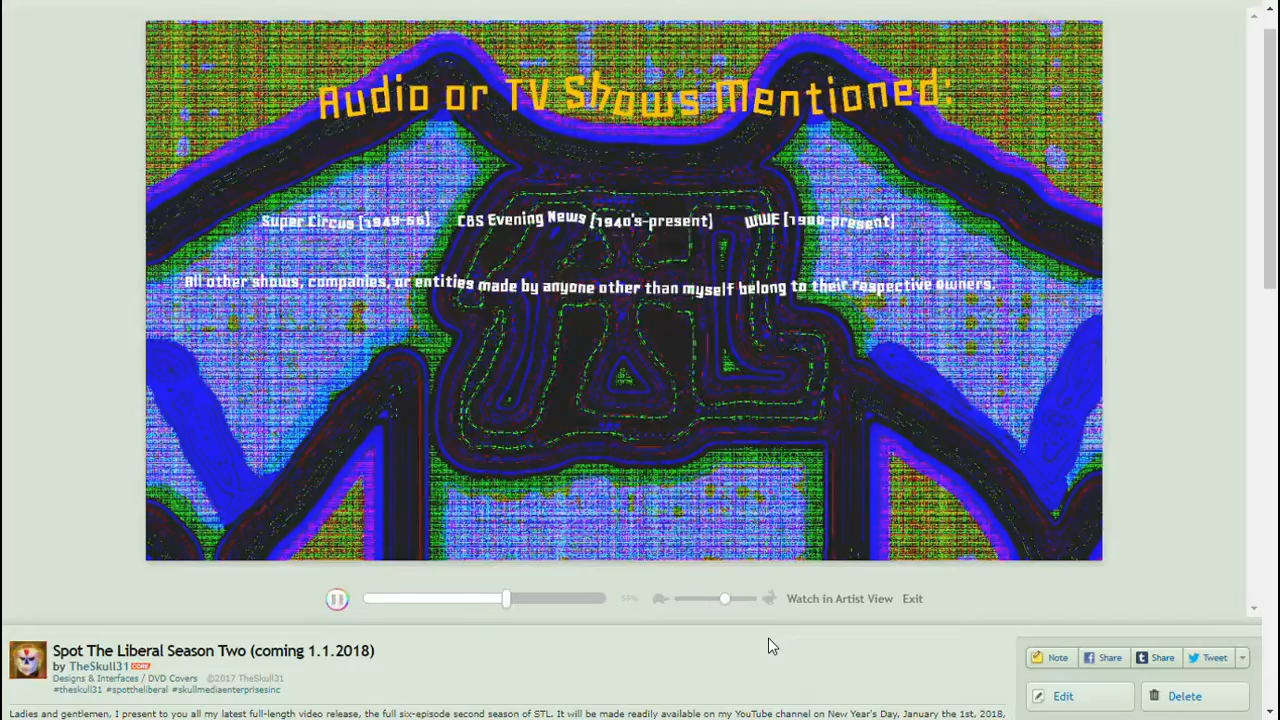 Audio or TV Shows Mentioned:
Super Circus [1949-56] CBS Evening News [1940's-present] WWE [1980-present]
All other shows, companies, or entities made by anyone other than myself belong to their respective owners.
Watch in Artist View Exit
Spot The Liberal Season Two (coming 1.1.2018)
by TheSkull31 CORE
Designs & Interfaces / DVD Covers ©2017 TheSkull31
#theskull31 #spottheliberal #skullmediaenterprisesinc
Note Share Share Tweet
Edit Delete
Ladies and gentlemen, I present to you all my latest full-length video release, the full six-episode second season of STL. It will be made readily available on my YouTube channel on New Year's Day, January the 1st, 2018,